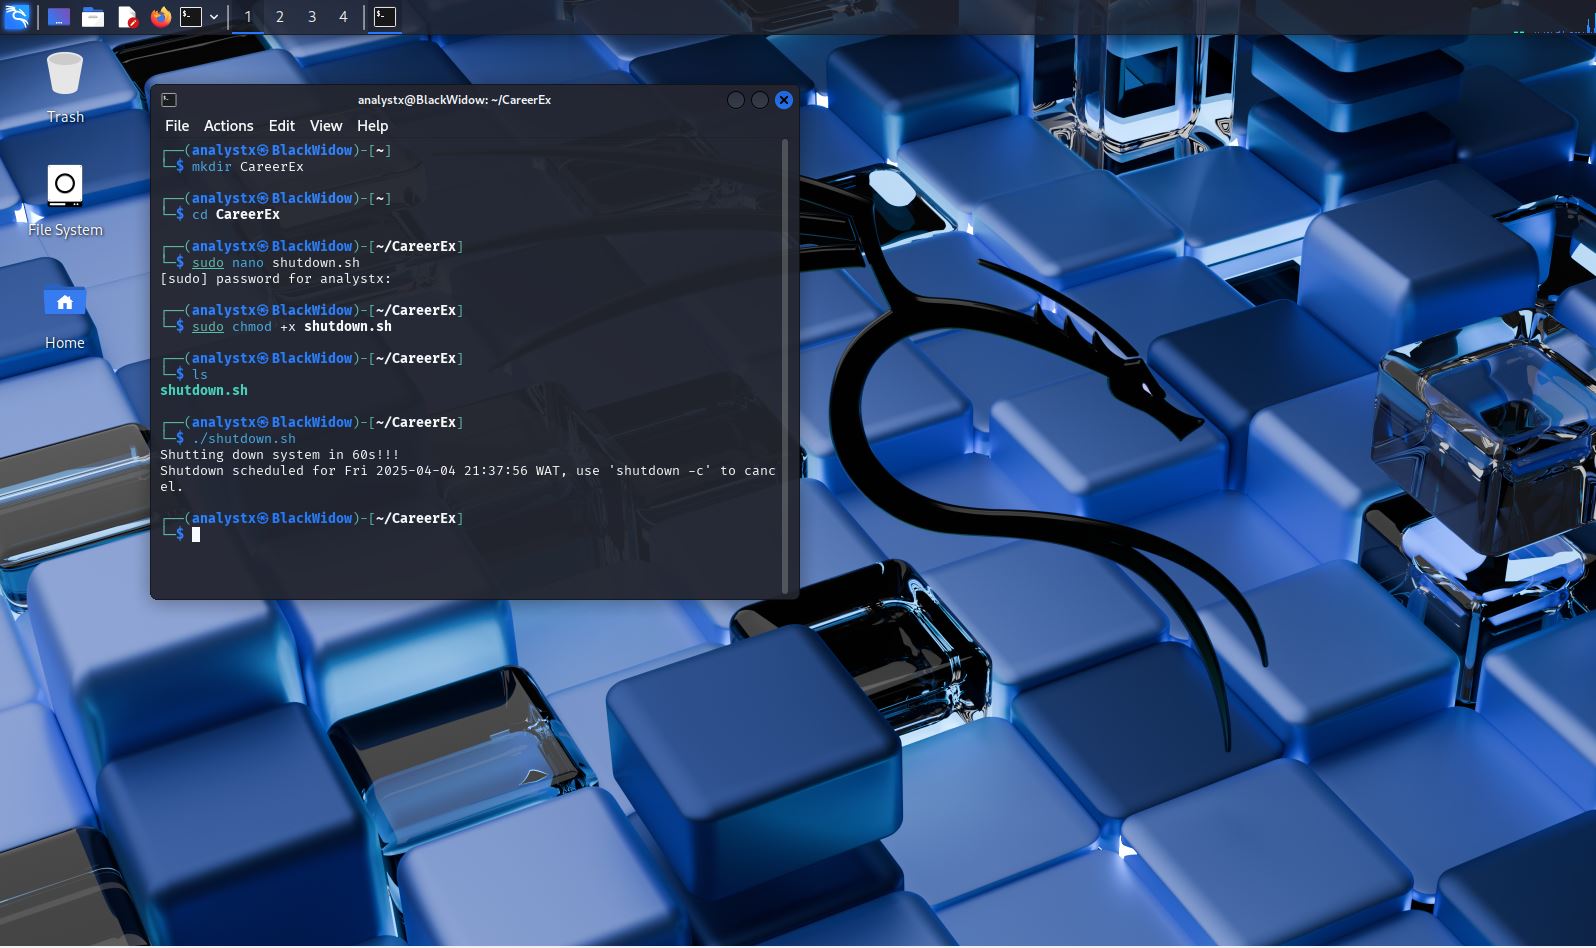 1 2 3 4
Trash
File System
Home
analystx@BlackWidow: ~/CareerEx
File Actions Edit View Help
┌──(analystx㉿BlackWidow)-[~]
└─$ mkdir CareerEx
┌──(analystx㉿BlackWidow)-[~]
└─$ cd CareerEx
┌──(analystx㉿BlackWidow)-[~/CareerEx]
└─$ sudo nano shutdown.sh
[sudo] password for analystx:
┌──(analystx㉿BlackWidow)-[~/CareerEx]
└─$ sudo chmod +x shutdown.sh
┌──(analystx㉿BlackWidow)-[~/CareerEx]
└─$ ls
shutdown.sh
┌──(analystx㉿BlackWidow)-[~/CareerEx]
└─$ ./shutdown.sh
Shutting down system in 60s!!!
Shutdown scheduled for Fri 2025-04-04 21:37:56 WAT, use 'shutdown -c' to canc
el.
┌──(analystx㉿BlackWidow)-[~/CareerEx]
└─$